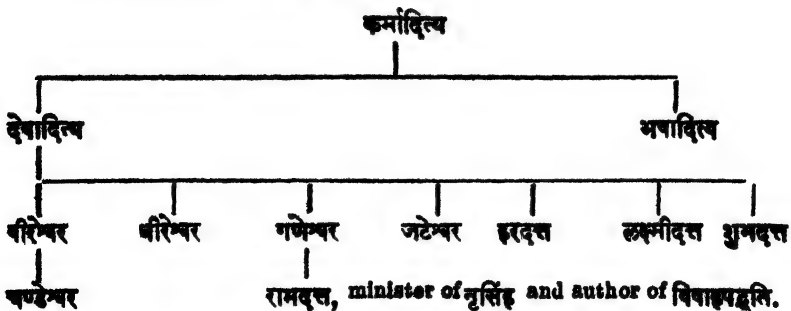 कर्मादित्य
देवादित्य भवादित्य
वीरेश्वर धीरेश्वर गणेश्वर जटेश्वर हरदत्त लक्ष्मीदत्त शुभदत्त
चण्डेश्वर रामदत्त, minister of नृसिंह and author of विवाहपद्धति.